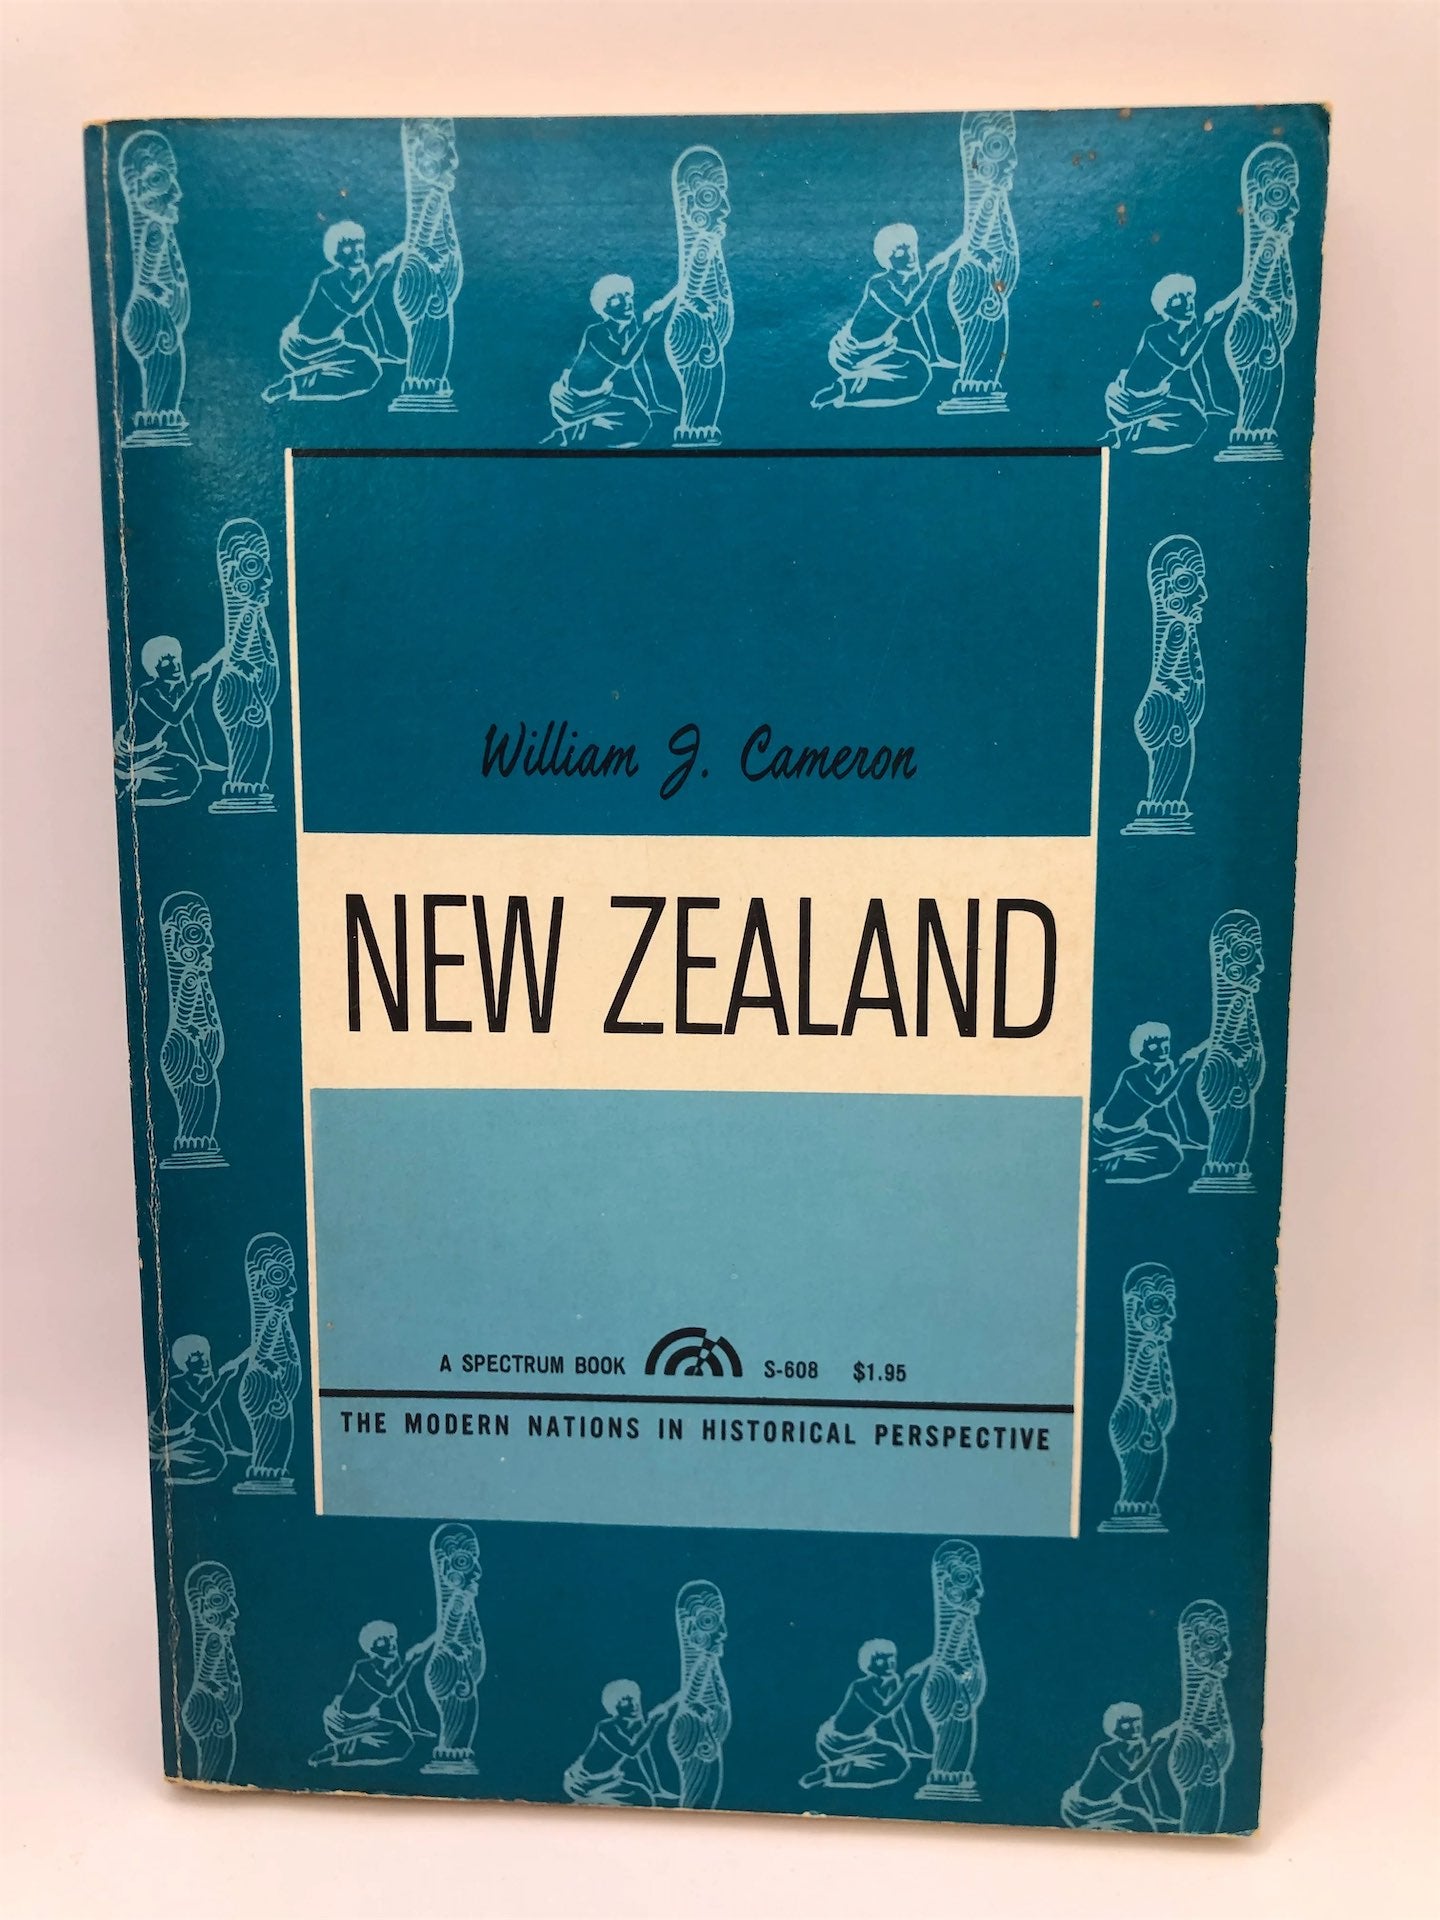 William J. Cameron
NEW ZEALAND
A SPECTRUM BOOK S-608 $1.95
THE MODERN NATIONS IN HISTORICAL PERSPECTIVE